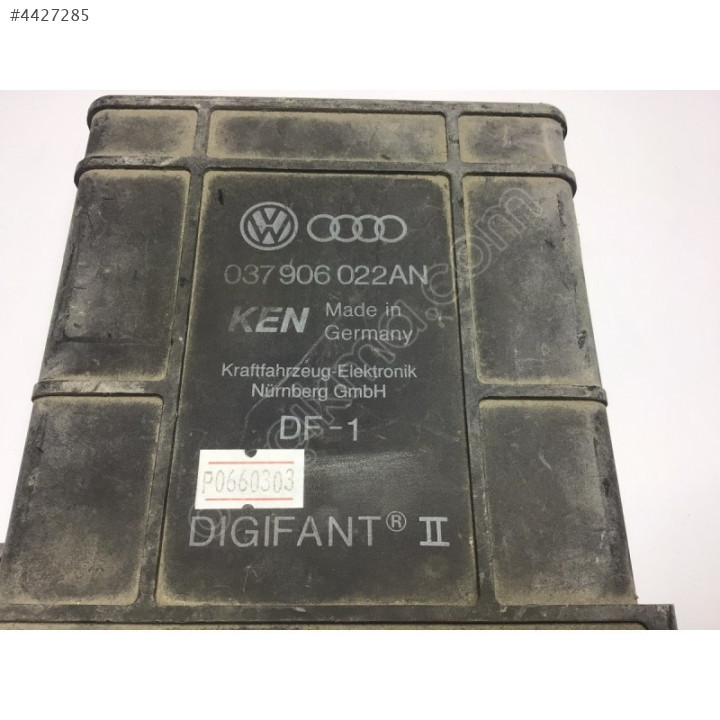 #4427285
037 906 022AN
KEN Made in
Germany
Kraftfahrzeug-Elektronik
Nürnberg GmbH
DF-1
P0660303
DIGIFANT® II